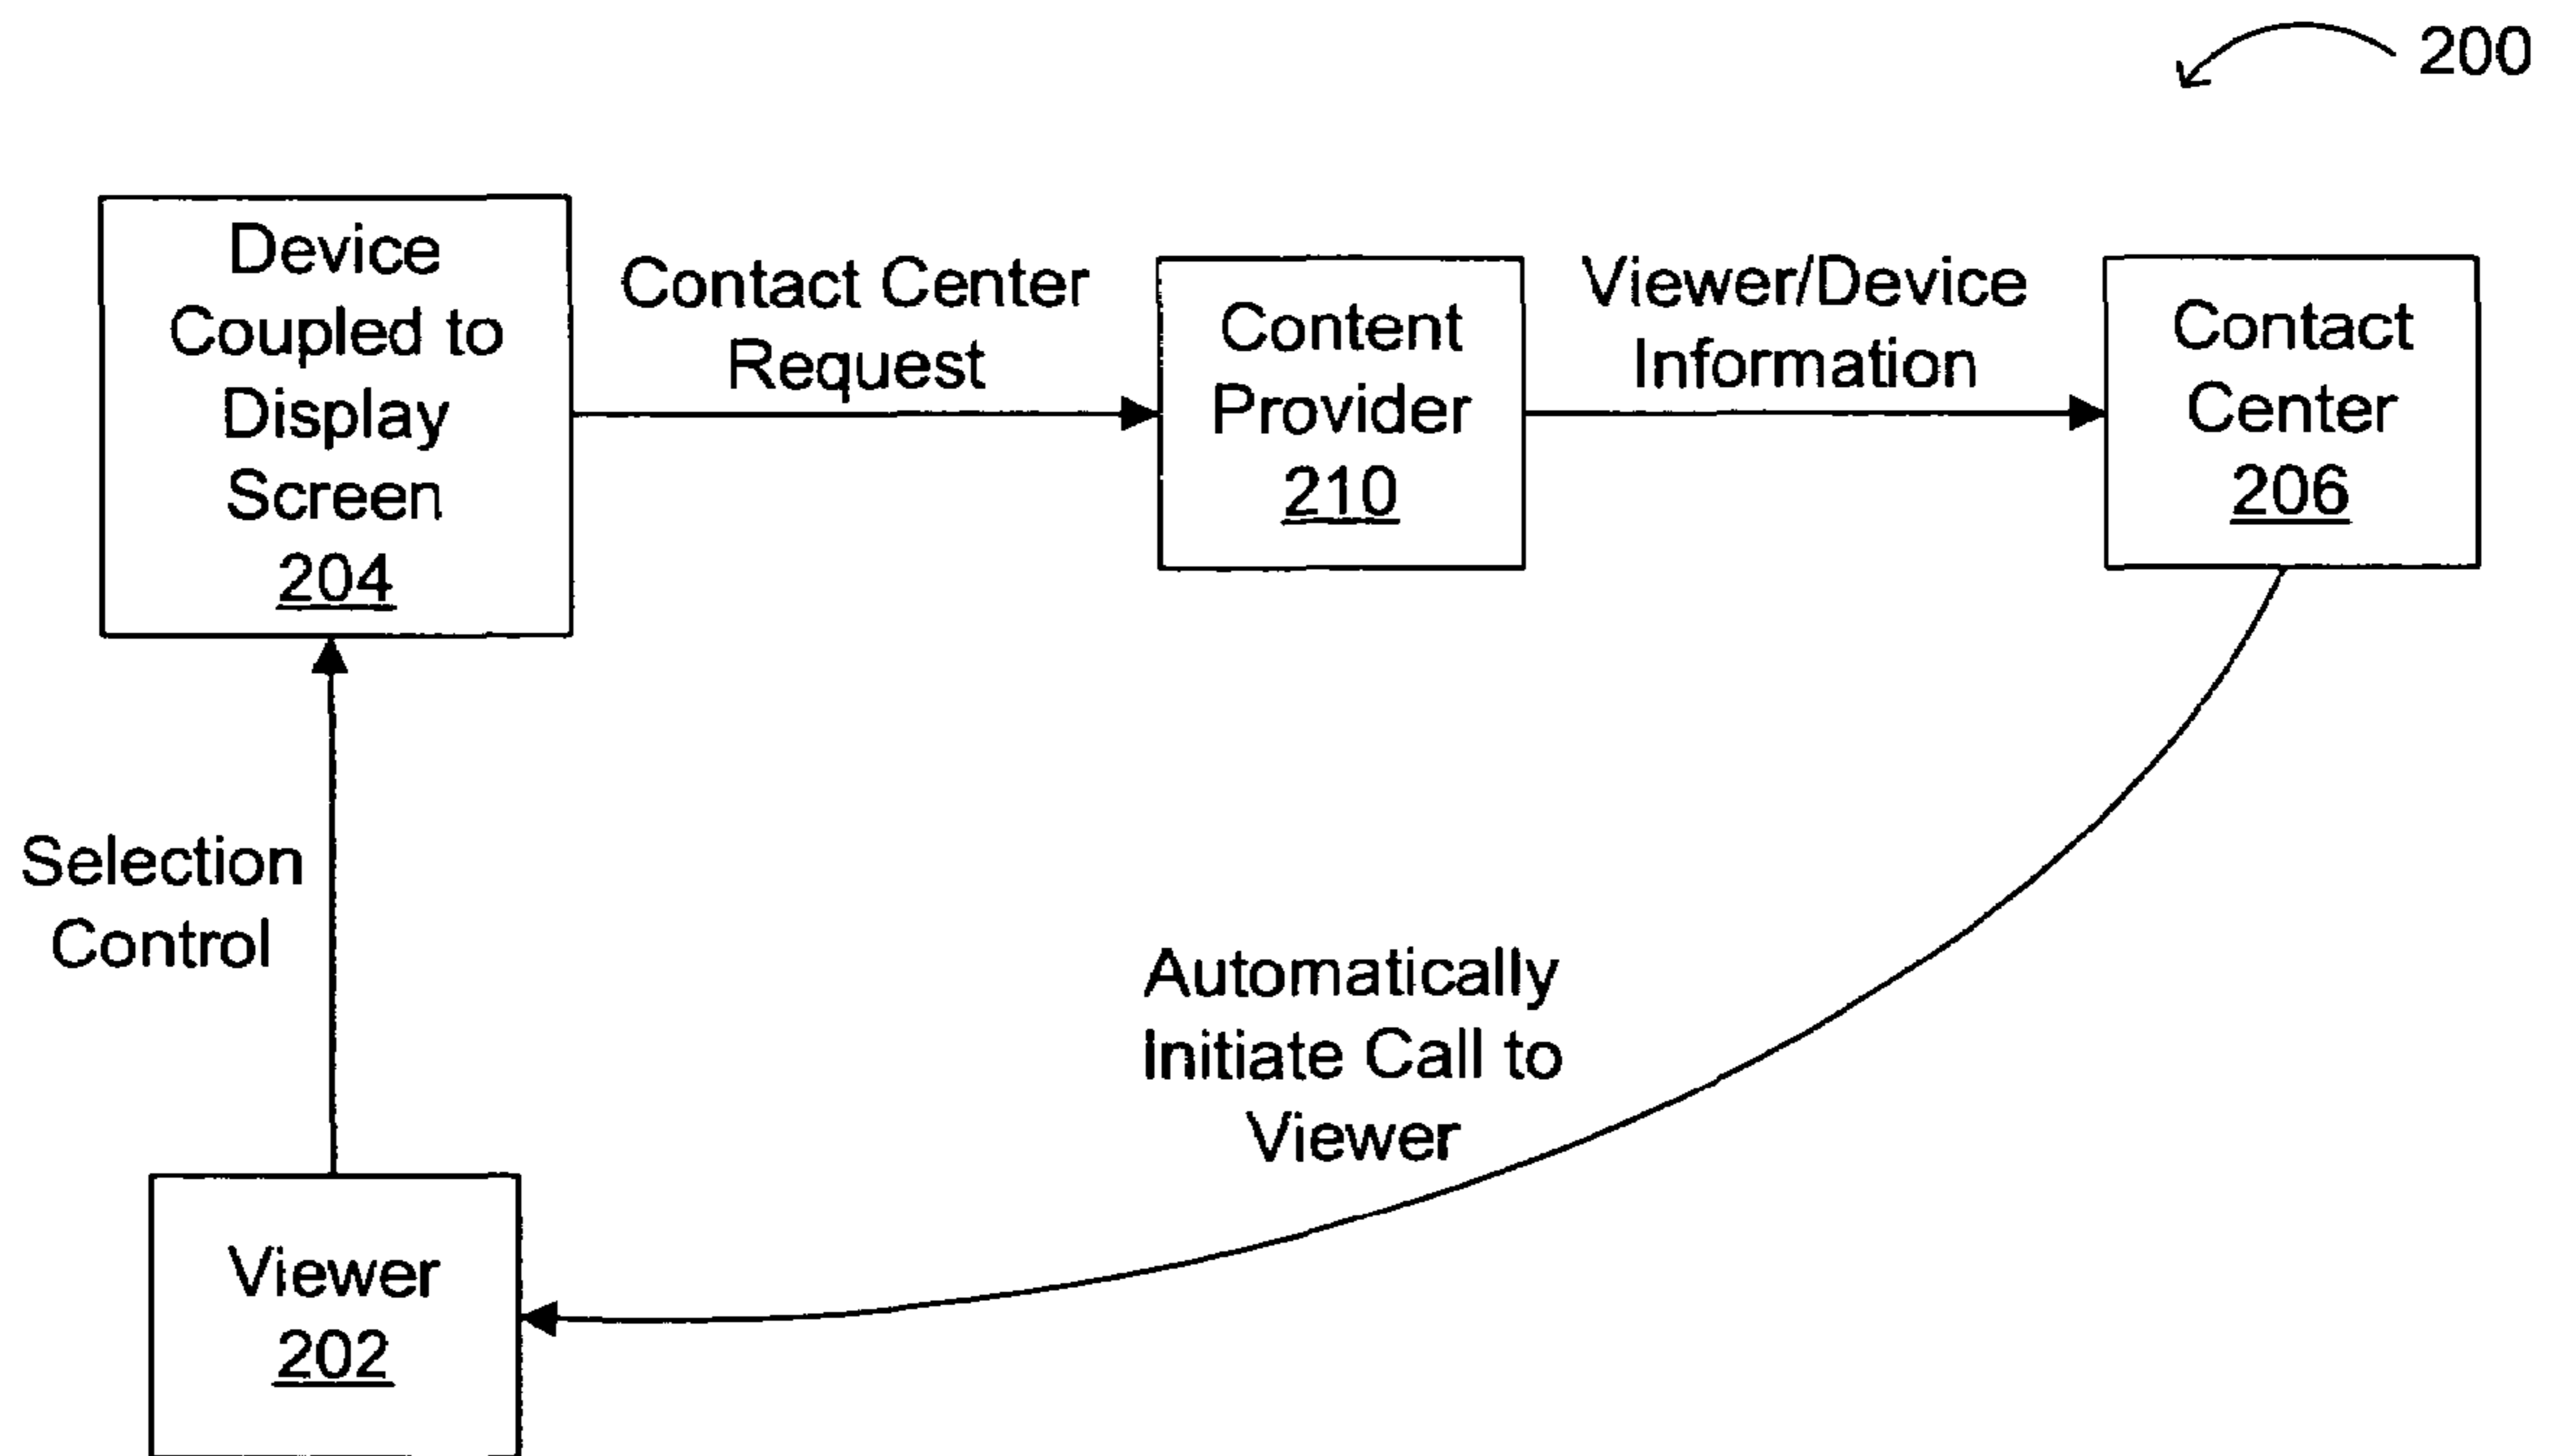 200
Device
Coupled to
Display
Screen
204
Contact Center
Request
Content
Provider
210
Viewer/Device
Information
Contact
Center
206
Selection
Control
Automatically
Initiate Call to
Viewer
Viewer
202